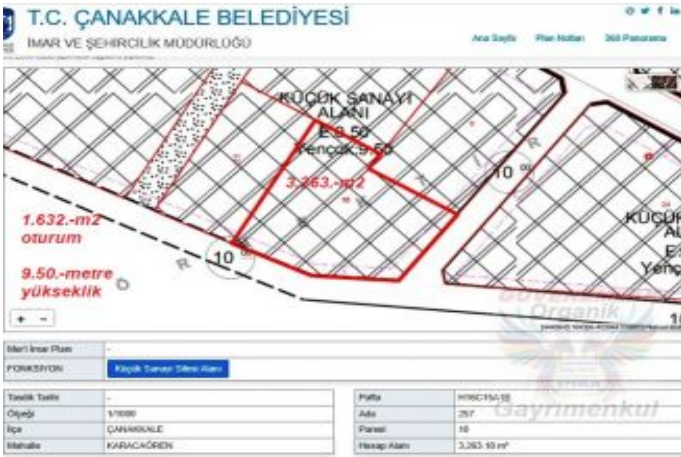 T.C. ÇANAKKALE BELEDİYESİ
İMAR VE ŞEHİRCİLİK MÜDÜRLÜĞÜ
Ana Sayfa Plan Notları 360 Panorama
KÜÇÜK SANAYİ
ALANI
E:0.50
Yençok:9.50
3.263.-m2
10
1.632.-m2
oturum
9.50.-metre
yükseklik
10
KÜÇÜK
+ -
Organik
Gayrimenkul
Mer'i İmar Planı -
FONKSİYON Küçük Sanayi Sitesi Alanı
Tasdik Tarihi -
Ölçeği 1/1000
İlçe ÇANAKKALE
Mahalle KARACAÖREN
Pafta H16C15A1B
Ada 257
Parsel 10
Hesap Alanı 3,263.10 m²